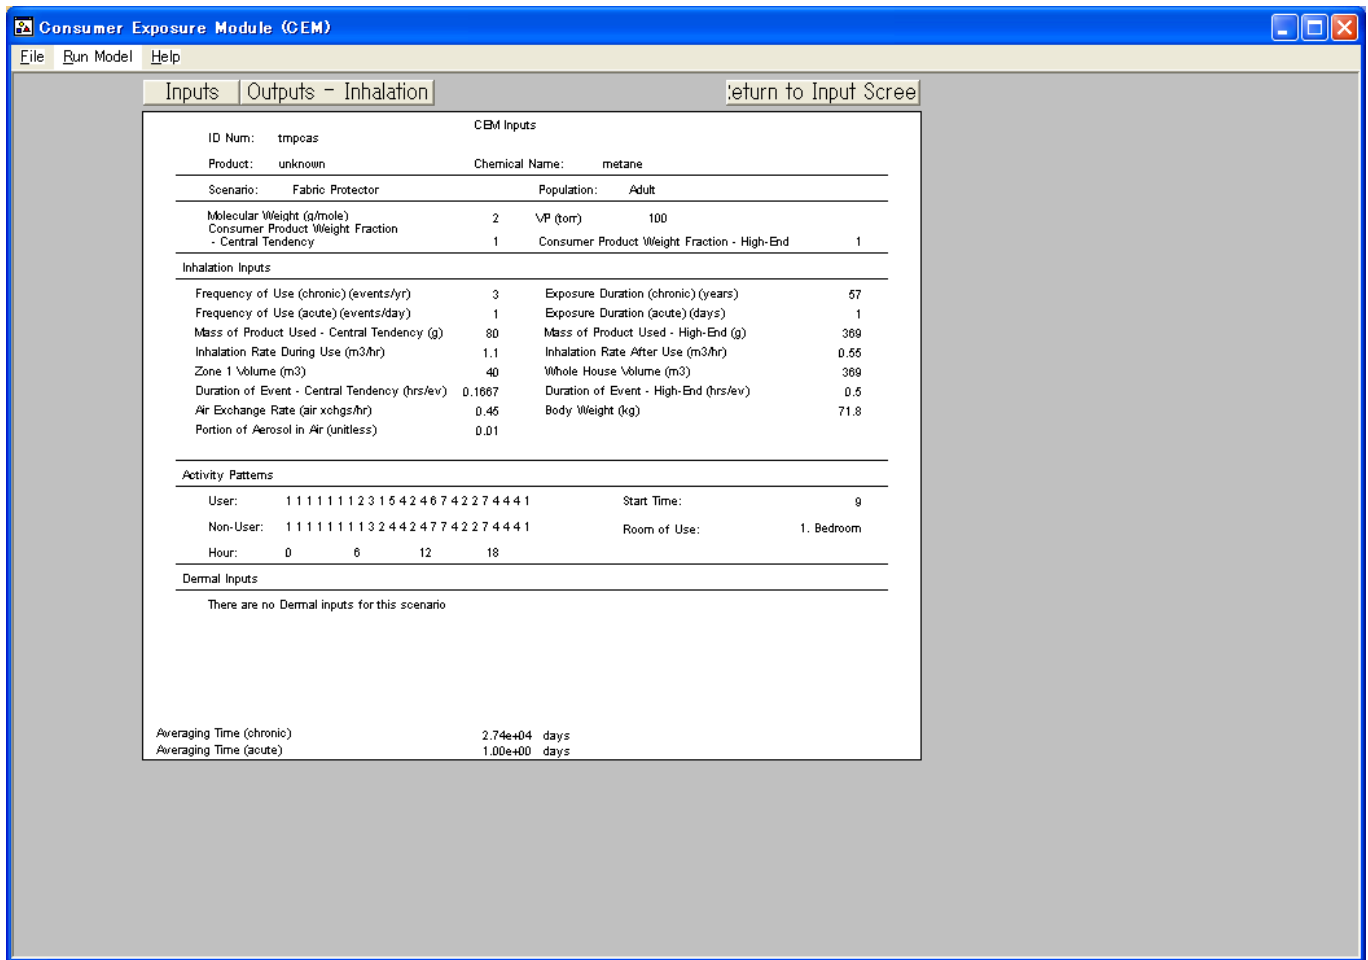 Consumer Exposure Module (CEM)
File Run Model Help
Inputs Outputs - Inhalation :eturn to Input Scree
CEM Inputs
ID Num: tmpcas
Product: unknown Chemical Name: metane
Scenario: Fabric Protector Population: Adult
Molecular Weight (g/mole) 2 VP (torr) 100
Consumer Product Weight Fraction
- Central Tendency 1 Consumer Product Weight Fraction - High-End 1
Inhalation Inputs
Frequency of Use (chronic) (events/yr) 3 Exposure Duration (chronic) (years) 57
Frequency of Use (acute) (events/day) 1 Exposure Duration (acute) (days) 1
Mass of Product Used - Central Tendency (g) 80 Mass of Product Used - High-End (g) 369
Inhalation Rate During Use (m3/hr) 1.1 Inhalation Rate After Use (m3/hr) 0.55
Zone 1 Volume (m3) 40 Whole House Volume (m3) 369
Duration of Event - Central Tendency (hrs/ev) 0.1667 Duration of Event - High-End (hrs/ev) 0.5
Air Exchange Rate (air xchgs/hr) 0.45 Body Weight (kg) 71.8
Portion of Aerosol in Air (unitless) 0.01
Activity Patterns
User: 1 1 1 1 1 1 1 2 3 1 5 4 2 4 6 7 4 2 2 7 4 4 4 1 Start Time: 9
Non-User: 1 1 1 1 1 1 1 1 3 2 4 4 2 4 7 7 4 2 2 7 4 4 4 1 Room of Use: 1. Bedroom
Hour: 0 6 12 18
Dermal Inputs
There are no Dermal inputs for this scenario
Averaging Time (chronic) 2.74e+04 days
Averaging Time (acute) 1.00e+00 days